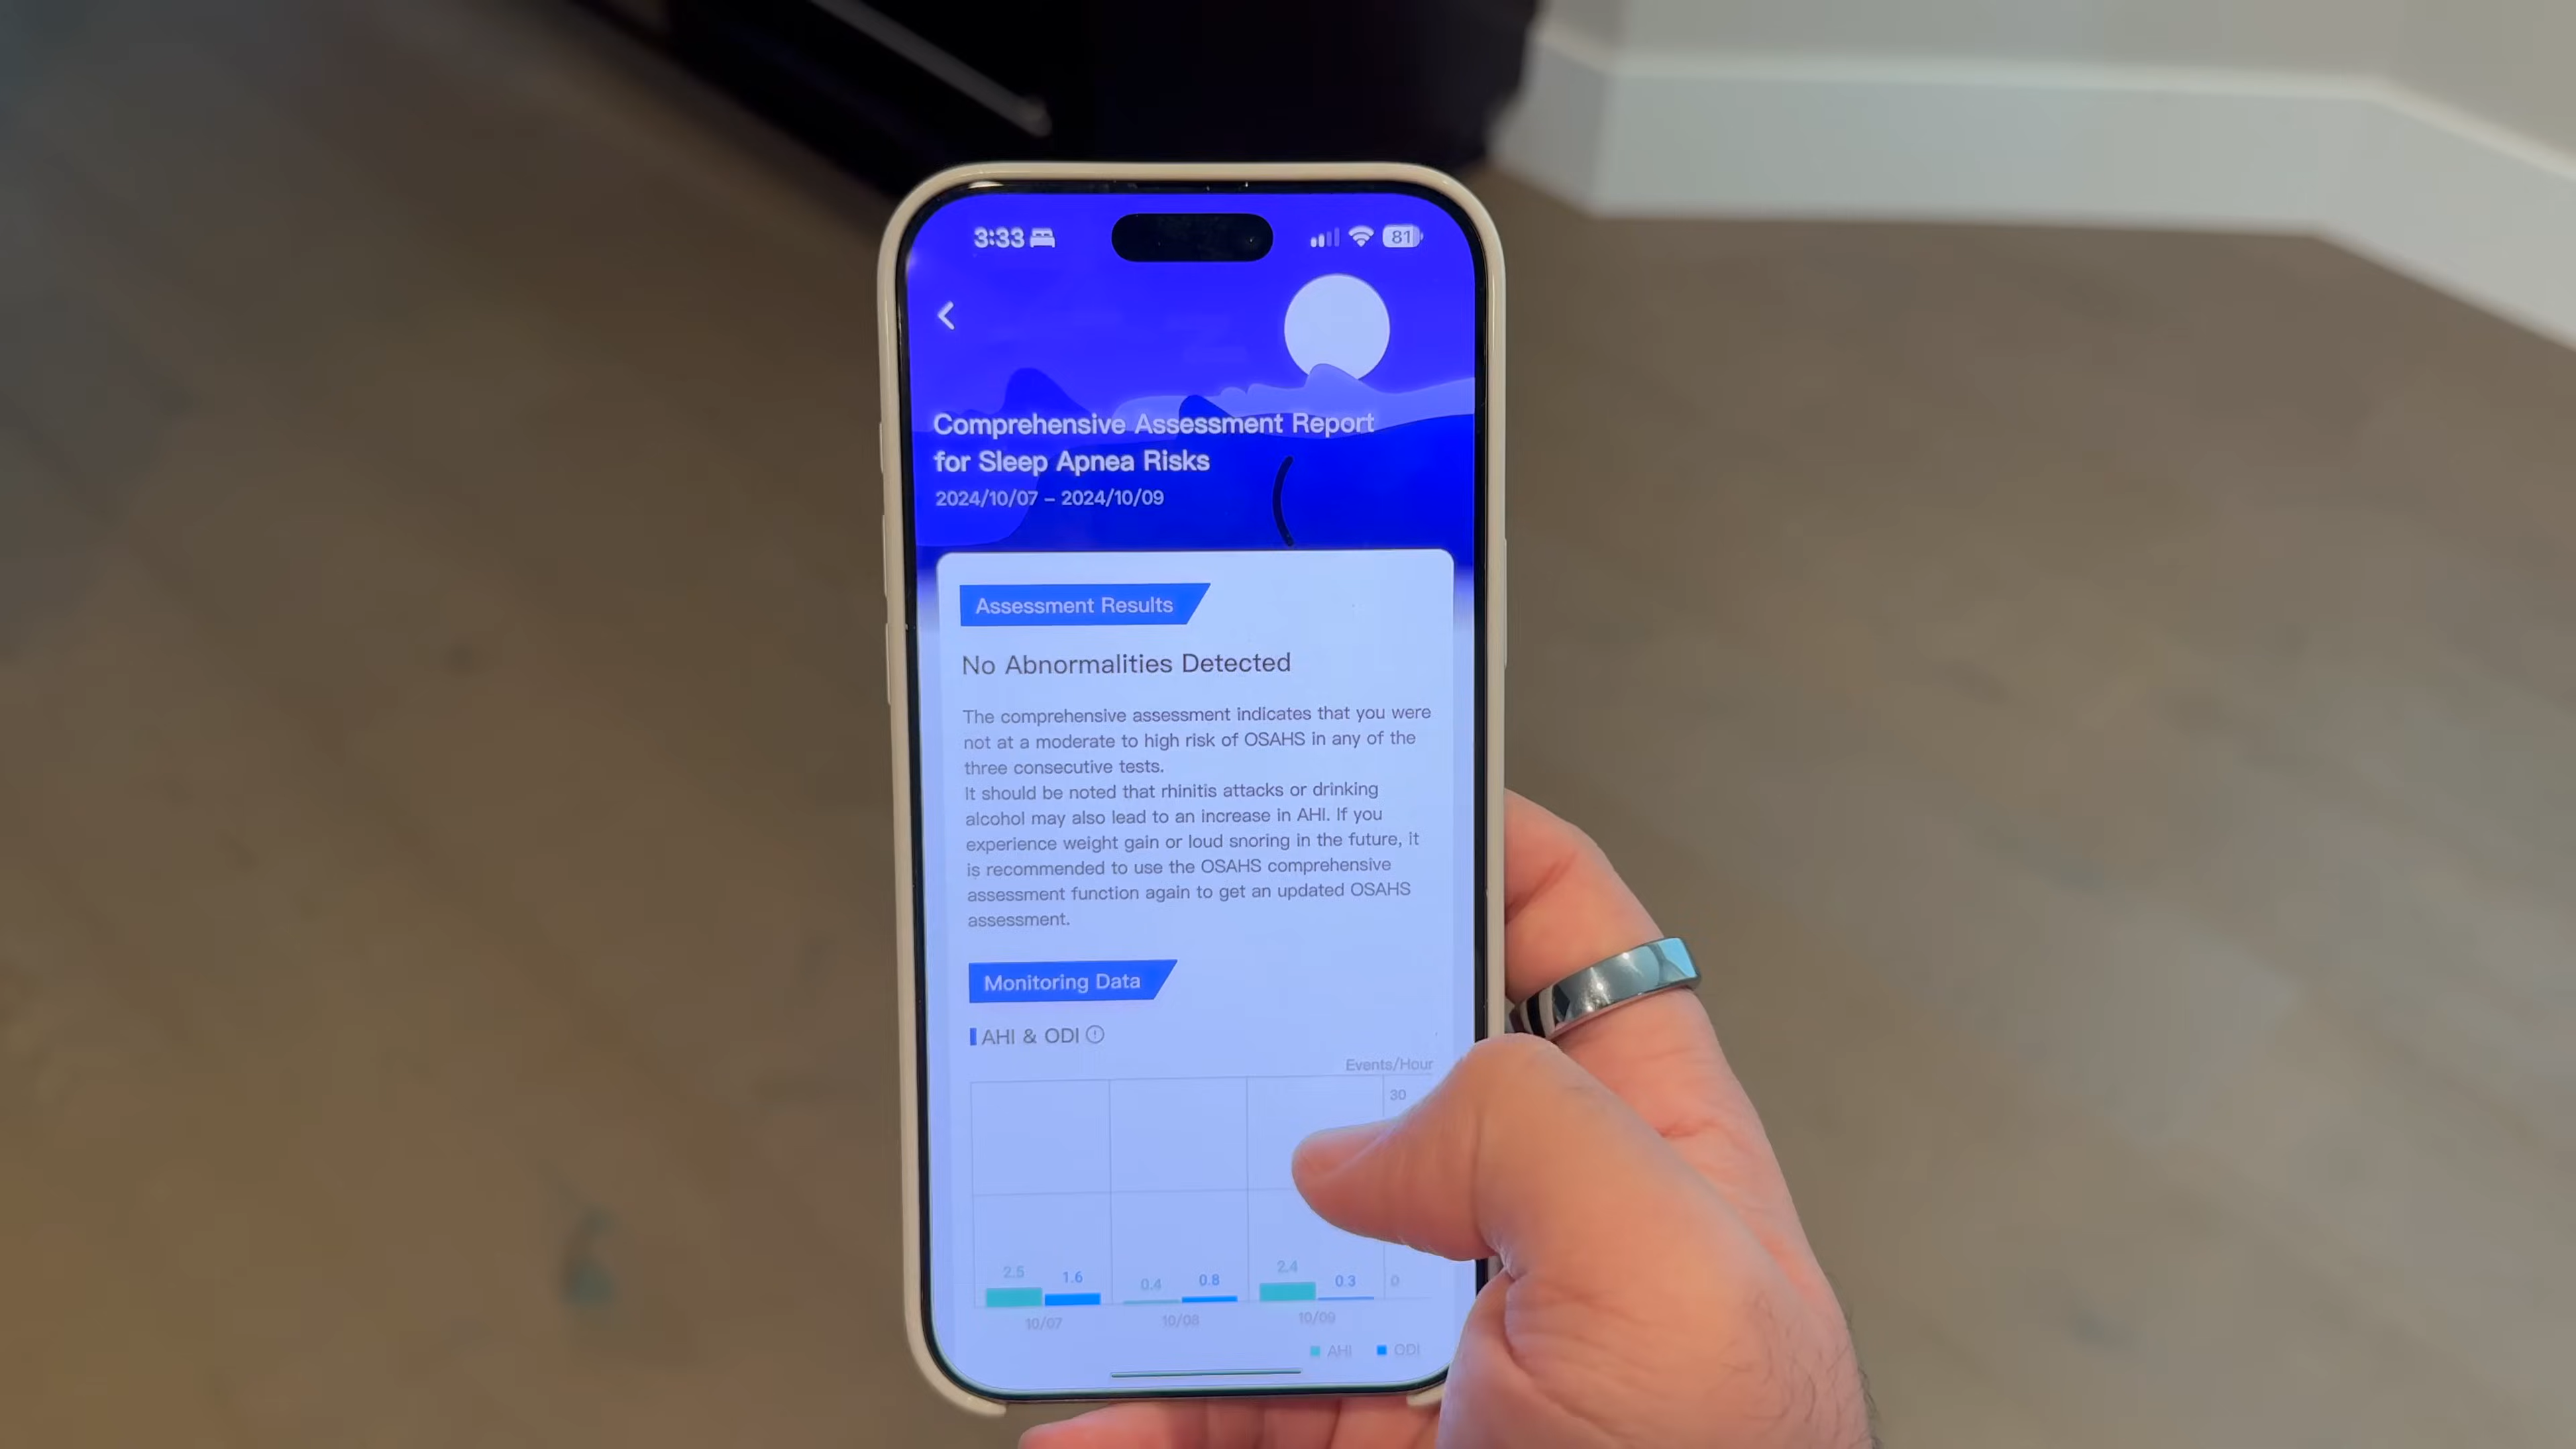 3:33
81
Comprehensive Assessment Report
for Sleep Apnea Risks
2024/10/07 – 2024/10/09
Assessment Results
No Abnormalities Detected
The comprehensive assessment indicates that you were
not at a moderate to high risk of OSAHS in any of the
three consecutive tests.
It should be noted that rhinitis attacks or drinking
alcohol may also lead to an increase in AHI. If you
experience weight gain or loud snoring in the future, it
is recommended to use the OSAHS comprehensive
assessment function again to get an updated OSAHS
assessment.
Monitoring Data
AHI & ODI
Events/Hour
30
2.5 1.6 0.4 0.8 2.4 0.3 0
10/07 10/08 10/09
AHI ODI